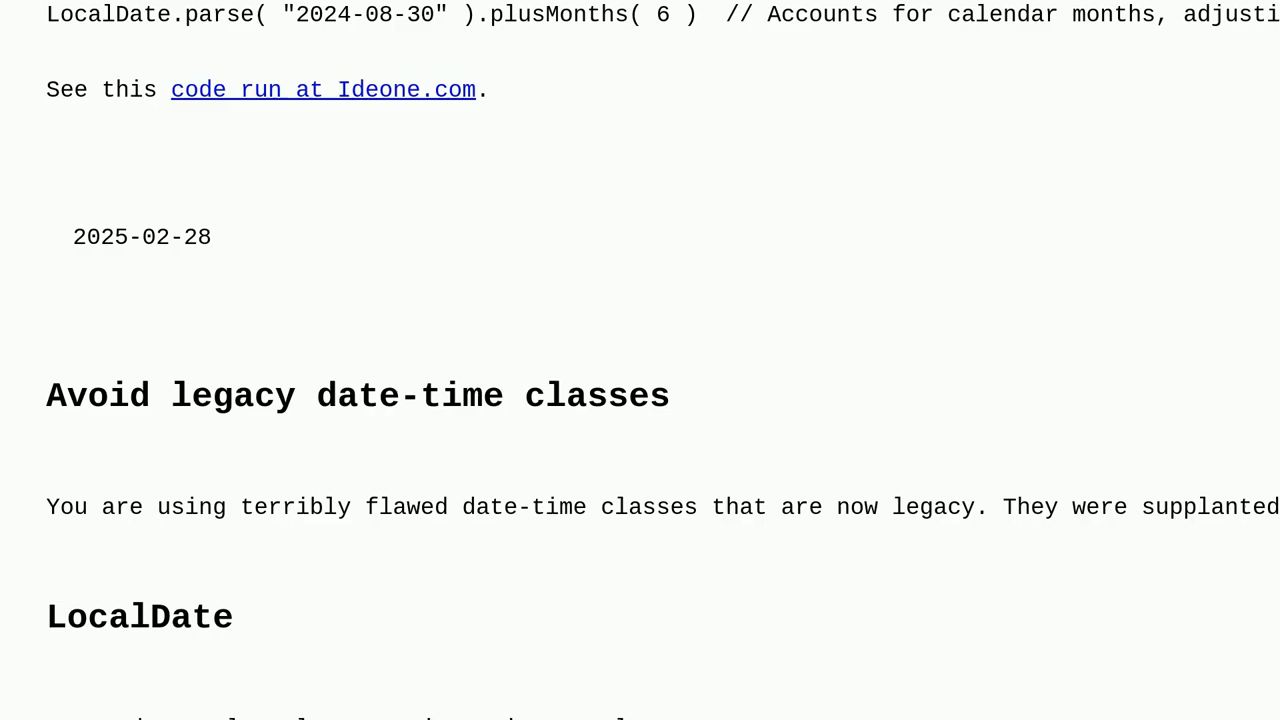 LocalDate.parse( "2024-08-30" ).plusMonths( 6 )  // Accounts for calendar months, adjusti
See this code run at Ideone.com.
2025-02-28
Avoid legacy date-time classes
You are using terribly flawed date-time classes that are now legacy. They were supplanted
LocalDate